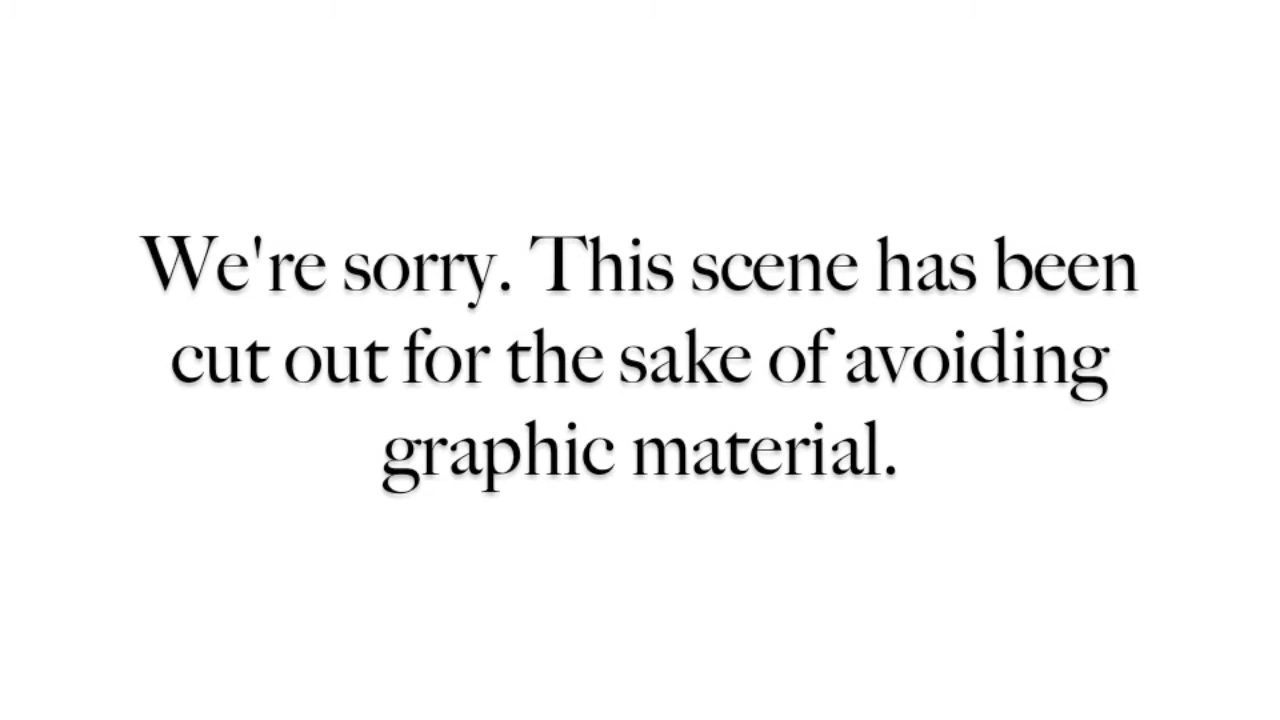 We're sorry. This scene has been
cut out for the sake of avoiding
graphic material.